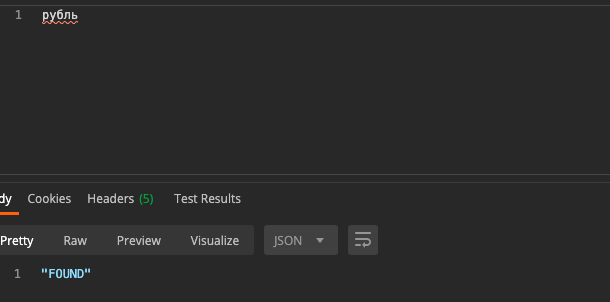 1 рубль
dy Cookies Headers (5) Test Results
Pretty Raw Preview Visualize JSON
1 "FOUND"